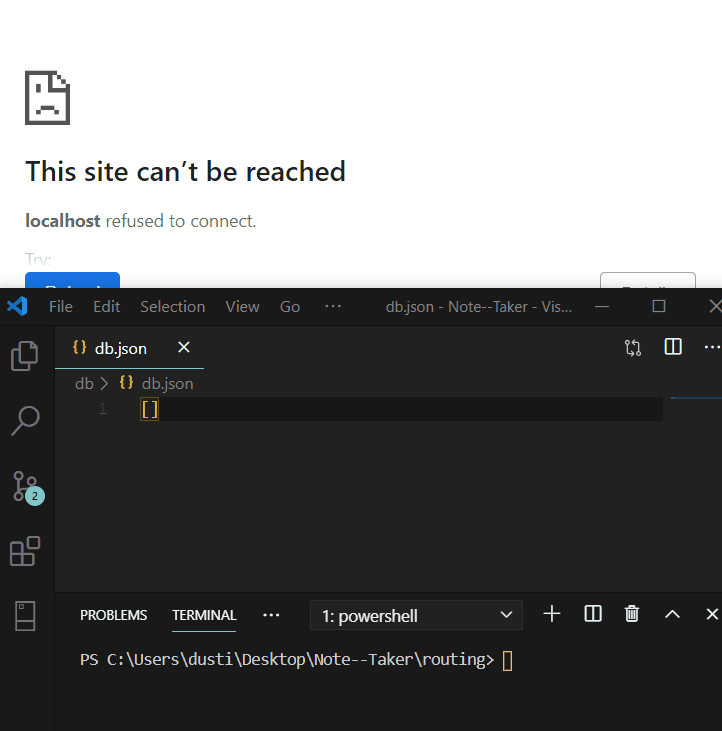 This site can’t be reached
localhost refused to connect.
Try:
File Edit Selection View Go ··· db.json - Note--Taker - Vis...
{} db.json
db > {} db.json
1 []
2
PROBLEMS TERMINAL ··· 1: powershell
PS C:\Users\dusti\Desktop\Note--Taker\routing>